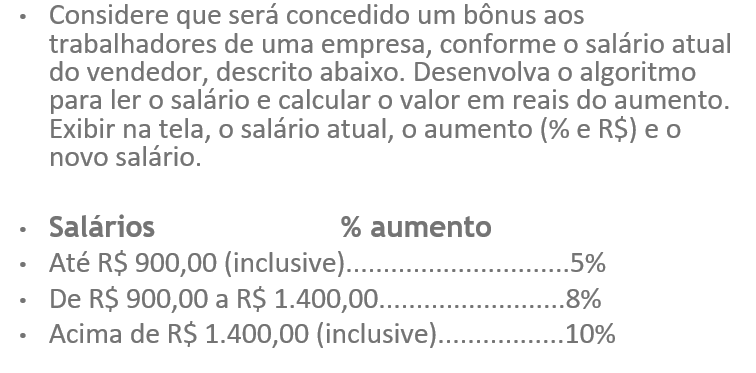 • Considere que será concedido um bônus aos
trabalhadores de uma empresa, conforme o salário atual
do vendedor, descrito abaixo. Desenvolva o algoritmo
para ler o salário e calcular o valor em reais do aumento.
Exibir na tela, o salário atual, o aumento (% e R$) e o
novo salário.
• Salários % aumento
• Até R$ 900,00 (inclusive)..............................5%
• De R$ 900,00 a R$ 1.400,00.........................8%
• Acima de R$ 1.400,00 (inclusive).................10%